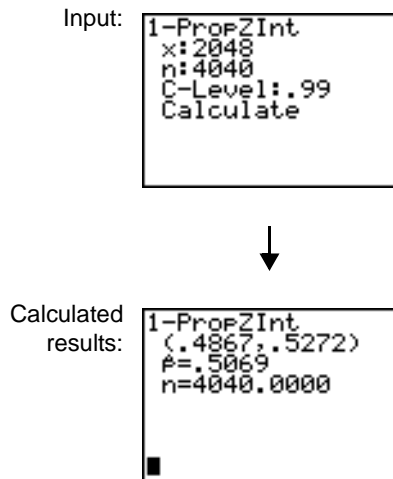 Input:
1-PropZInt
x:2048
n:4040
C-Level:.99
Calculate
Calculated
results:
1-PropZInt
(.4867,.5272)
p̂=.5069
n=4040.0000